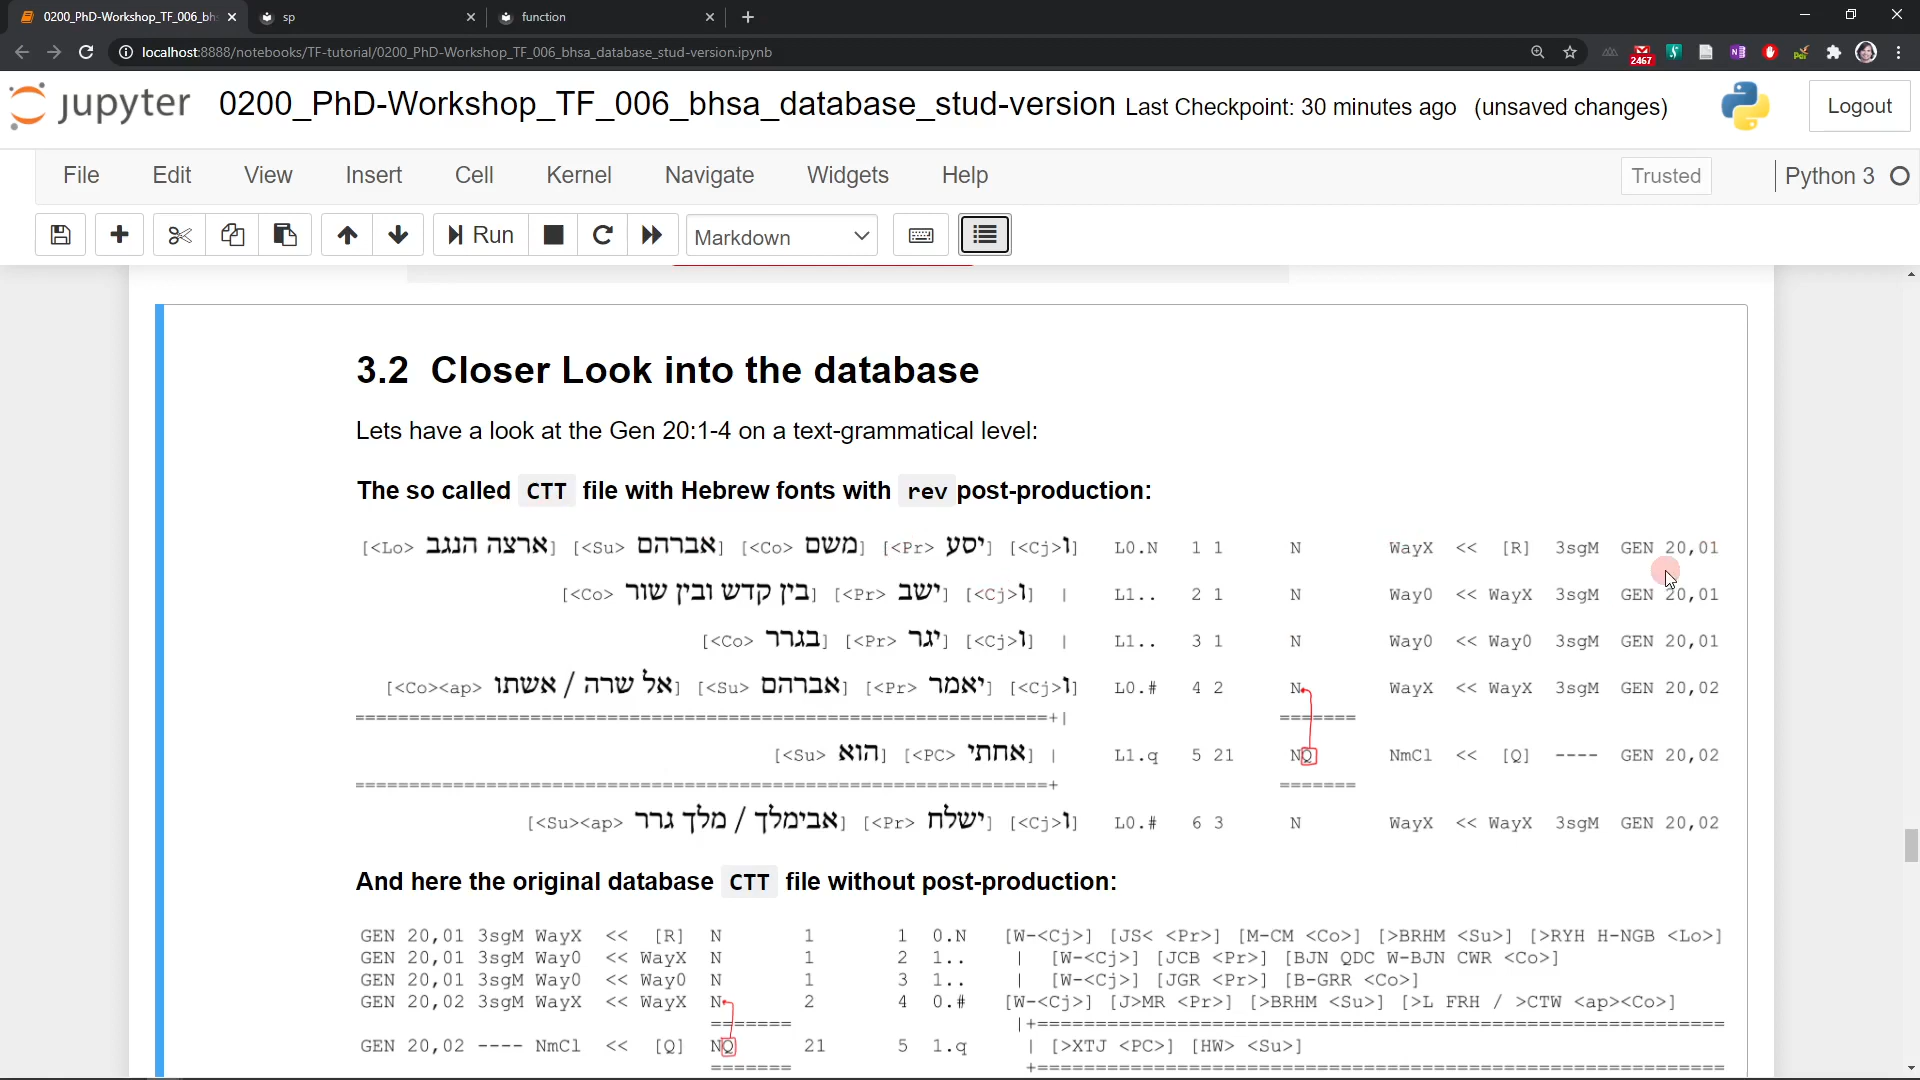 0200_PhD-Workshop_TF_006_bh
sp
function
localhost:8888/notebooks/TF-tutorial/0200_PhD-Workshop_TF_006_bhsa_database_stud-version.ipynb
2467
jupyter 0200_PhD-Workshop_TF_006_bhsa_database_stud-version Last Checkpoint: 30 minutes ago (unsaved changes) Logout
File Edit View Insert Cell Kernel Navigate Widgets Help Trusted Python 3
Run Markdown
3.2 Closer Look into the database
Lets have a look at the Gen 20:1-4 on a text-grammatical level:
The so called CTT file with Hebrew fonts with rev post-production:
[<Lo> ארצה הנגב] [<Su> אברהם] [<Co> משם] [<Pr> יסע] [<Cj>ו] L0.N 1 1 N WayX << [R] 3sgM GEN 20,01
[<Co> בין קדש ובין שור] [<Pr> ישב] [<Cj>ו] | L1.. 2 1 N Way0 << WayX 3sgM GEN 20,01
[<Co> בגרר] [<Pr> יגר] [<Cj>ו] | L1.. 3 1 N Way0 << Way0 3sgM GEN 20,01
[<Co><ap> אל שרה / אשתו] [<Su> אברהם] [<Pr> יאמר] [<Cj>ו] L0.# 4 2 N WayX << WayX 3sgM GEN 20,02
[<Su> הוא] [<PC> אחתי] | L1.q 5 21 NQ NmCl << [Q] ---- GEN 20,02
[<Su><ap> אבימלך / מלך גרר] [<Pr> ישלח] [<Cj>ו] L0.# 6 3 N WayX << WayX 3sgM GEN 20,02
And here the original database CTT file without post-production:
GEN 20,01 3sgM WayX << [R] N 1 1 0.N [W-<Cj>] [JS< <Pr>] [M-CM <Co>] [>BRHM <Su>] [>RYH H-NGB <Lo>]
GEN 20,01 3sgM Way0 << WayX N 1 2 1.. | [W-<Cj>] [JCB <Pr>] [BJN QDC W-BJN CWR <Co>]
GEN 20,01 3sgM Way0 << Way0 N 1 3 1.. | [W-<Cj>] [JGR <Pr>] [B-GRR <Co>]
GEN 20,02 3sgM WayX << WayX N 2 4 0.# [W-<Cj>] [J>MR <Pr>] [>BRHM <Su>] [>L FRH / >CTW <ap><Co>]
GEN 20,02 ---- NmCl << [Q] NQ 21 5 1.q | [>XTJ <PC>] [HW> <Su>]